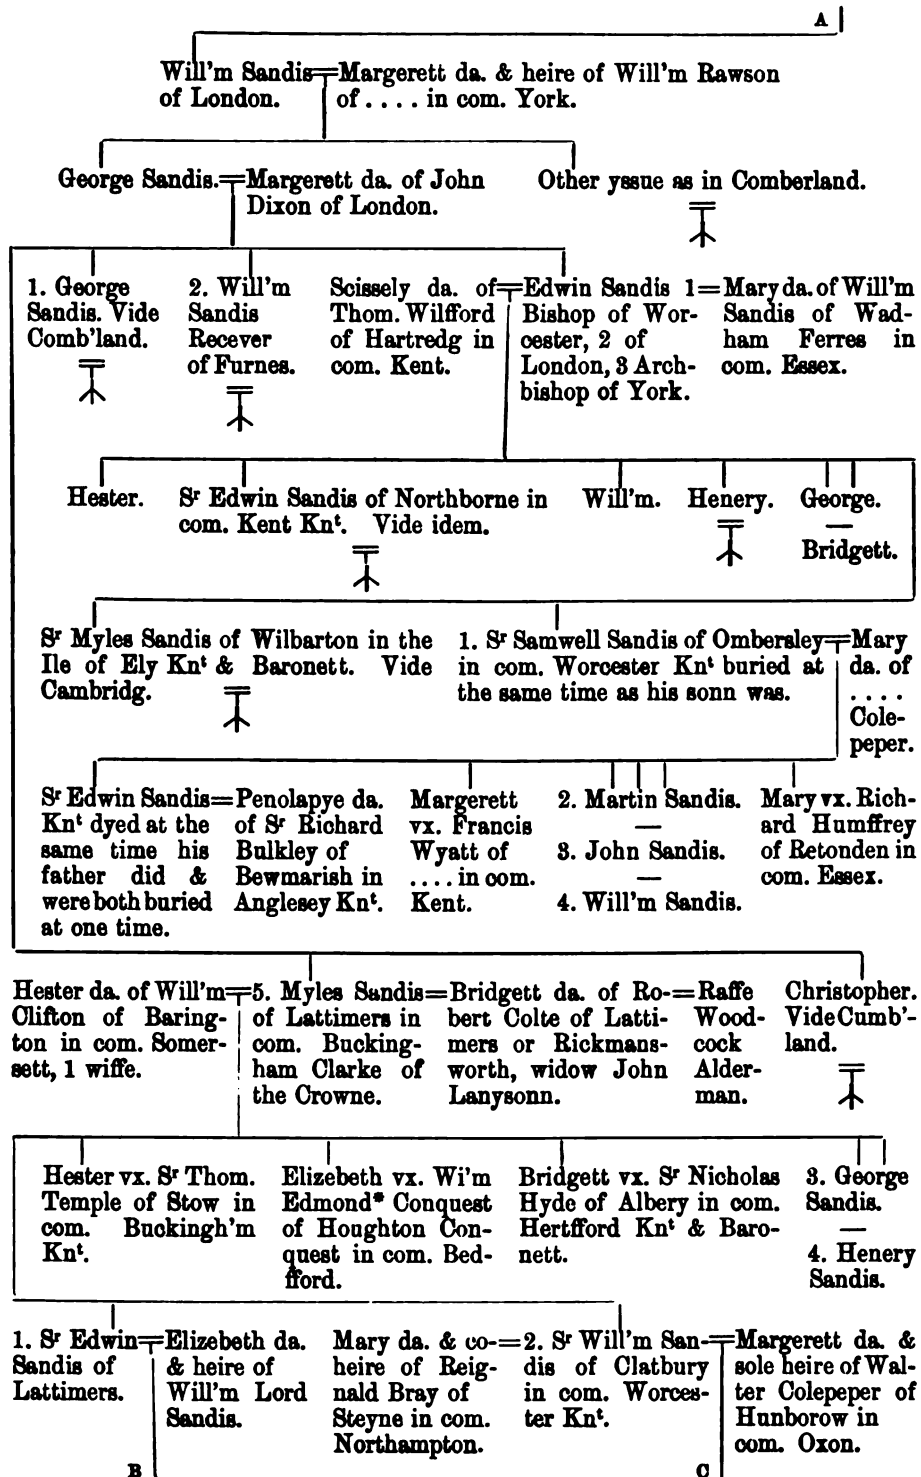 A
Will'm Sandis=Margerett da. & heire of Will'm Rawson
of London. of . . . . in com. York.
George Sandis.=Margerett da. of John
Dixon of London.
Other yssue as in Comberland.
1. George
Sandis. Vide
Comb'land.
2. Will'm
Sandis
Recever
of Furnes.
Scissely da. of=
Thom. Wilfford
of Hartredg in
com. Kent.
Edwin Sandis 1=
Bishop of Wor-
cester, 2 of
London, 3 Arch-
bishop of York.
Mary da. of Will'm
Sandis of Wad-
ham Ferres in
com. Essex.
Hester.
Sʳ Edwin Sandis of Northborne in
com. Kent Knᵗ. Vide idem.
Will'm.
Henery.
George.
—
Bridgett.
Sʳ Myles Sandis of Wilbarton in the
Ile of Ely Knᵗ & Baronett. Vide
Cambridg.
1. Sʳ Samwell Sandis of Ombersley=
in com. Worcester Knᵗ buried at
the same time as his sonn was.
Mary
da. of
. . . .
Cole-
peper.
Sʳ Edwin Sandis=
Knᵗ dyed at the
same time his
father did &
were both buried
at one time.
Penolapye da.
of Sʳ Richard
Bulkley of
Bewmarish in
Anglesey Knᵗ.
Margerett
vx. Francis
Wyatt of
. . . . in com.
Kent.
2. Martin Sandis.
—
3. John Sandis.
—
4. Will'm Sandis.
Mary vx. Rich-
ard Humffrey
of Retonden in
com. Essex.
Hester da. of Will'm=
Clifton of Baring-
ton in com. Somer-
sett, 1 wiffe.
5. Myles Sandis=
of Lattimers in
com. Bucking-
ham Clarke of
the Crowne.
Bridgett da. of Ro-=
bert Colte of Latti-
mers or Rickmans-
worth, widow John
Lanysonn.
Raffe
Wood-
cock
Alder-
man.
Christopher.
Vide Cumb'-
land.
Hester vx. Sʳ Thom.
Temple of Stow in
com. Buckingh'm
Knᵗ.
Elizebeth vx. Wi'm
Edmond* Conquest
of Houghton Con-
quest in com. Bed-
fford.
Bridgett vx. Sʳ Nicholas
Hyde of Albery in com.
Hertfford Knᵗ & Baro-
nett.
3. George
Sandis.
—
4. Henery
Sandis.
1. Sʳ Edwin=
Sandis of
Lattimers.
Elizebeth da.
& heire of
Will'm Lord
Sandis.
Mary da. & co-=
heire of Reig-
nald Bray of
Steyne in com.
Northampton.
2. Sʳ Will'm San-=
dis of Clatbury
in com. Worces-
ter Knᵗ.
Margerett da. &
sole heire of Wal-
ter Colepeper of
Hunborow in
com. Oxon.
B
C